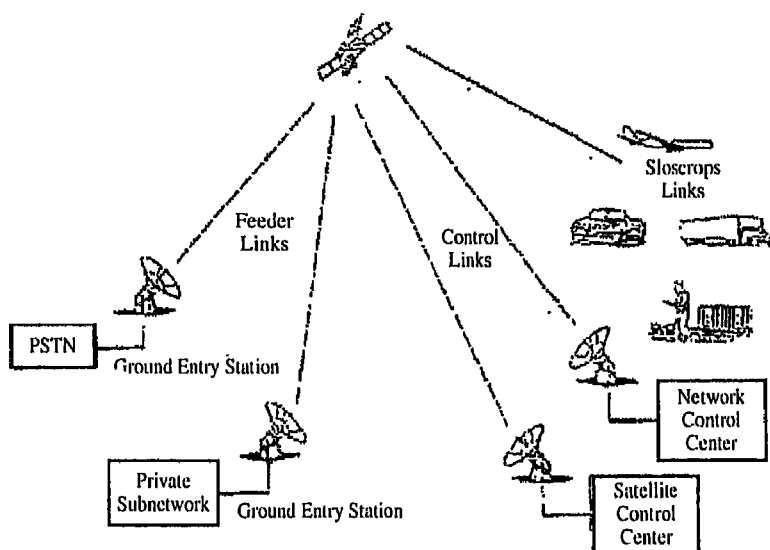 Sloscrops
Links
Feeder
Links
Control
Links
PSTN
Ground Entry Station
Network
Control
Center
Private
Subnetwork
Ground Entry Station
Satellite
Control
Center